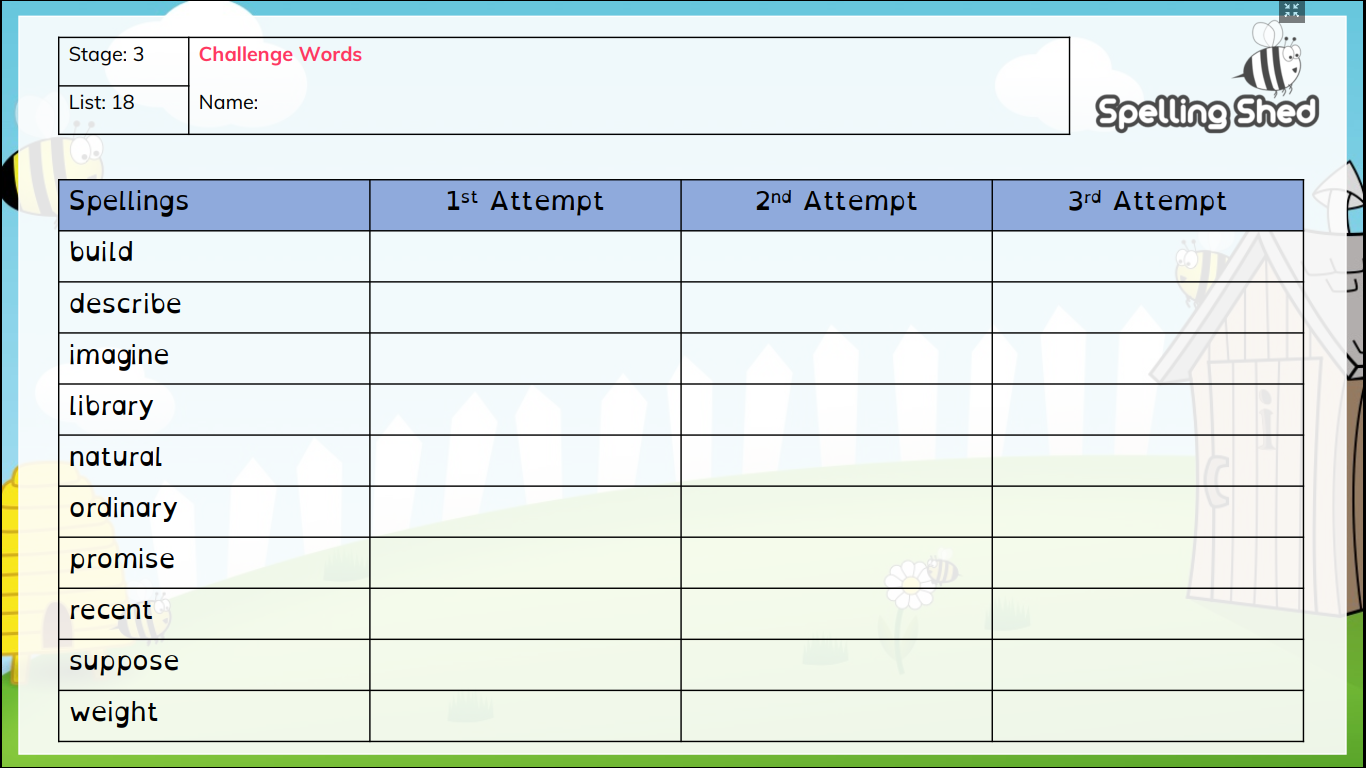 Stage: 3
Challenge Words
List: 18
Name:
Spelling Shed
Spellings
1st Attempt
2nd Attempt
3rd Attempt
build
describe
imagine
library
natural
ordinary
promise
recent
suppose
weight